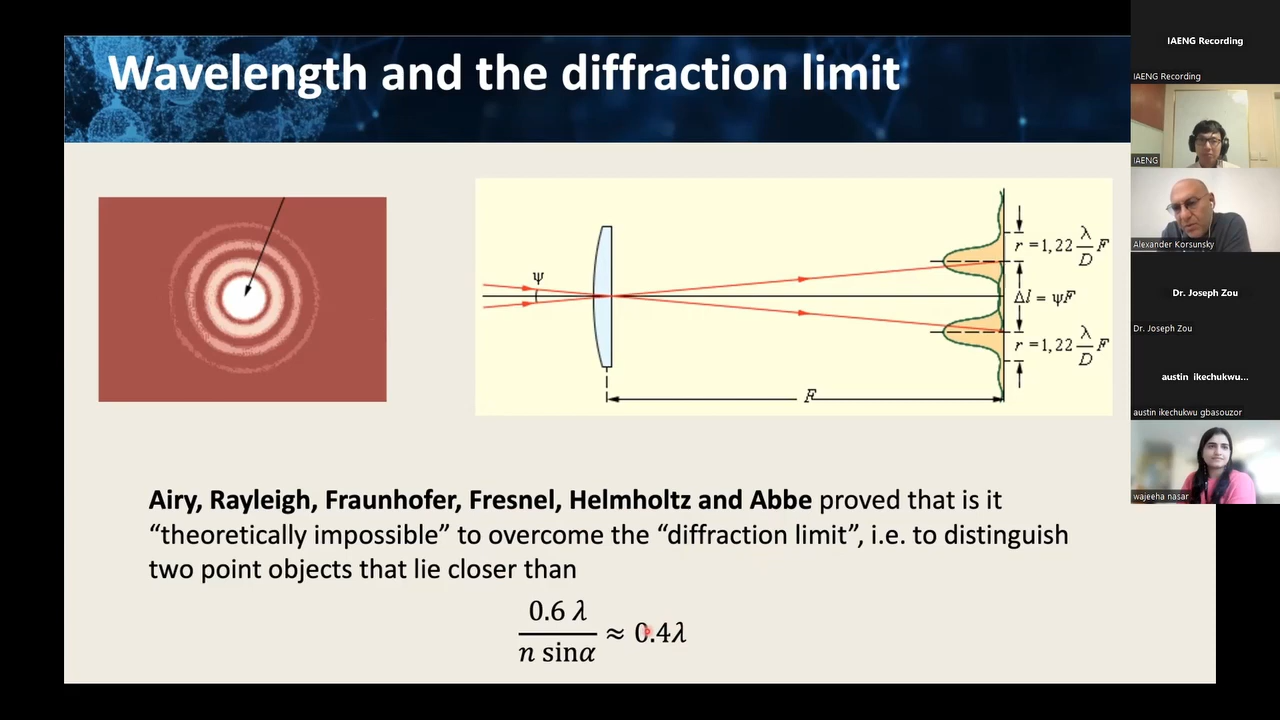 Wavelength and the diffraction limit
Ψ
r = 1,22 λ/D F
Δl = ψF
r = 1,22 λ/D F
F
Airy, Rayleigh, Fraunhofer, Fresnel, Helmholtz and Abbe proved that is it
“theoretically impossible” to overcome the “diffraction limit”, i.e. to distinguish
two point objects that lie closer than
0.6 λ
n sinα
≈ 0.4λ
IAENG Recording
IAENG Recording
IAENG
Alexander Korsunsky
Dr. Joseph Zou
Dr. Joseph Zou
austin ikechukwu...
austin ikechukwu gbasouzor
wajeeha nasar